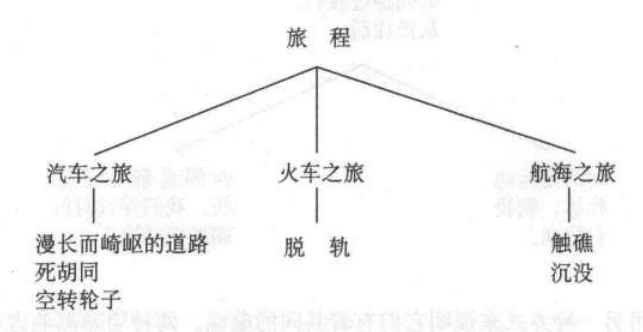 旅 程
汽车之旅 火车之旅 航海之旅
漫长而崎岖的道路 脱 轨 触礁
死胡同 沉没
空转轮子